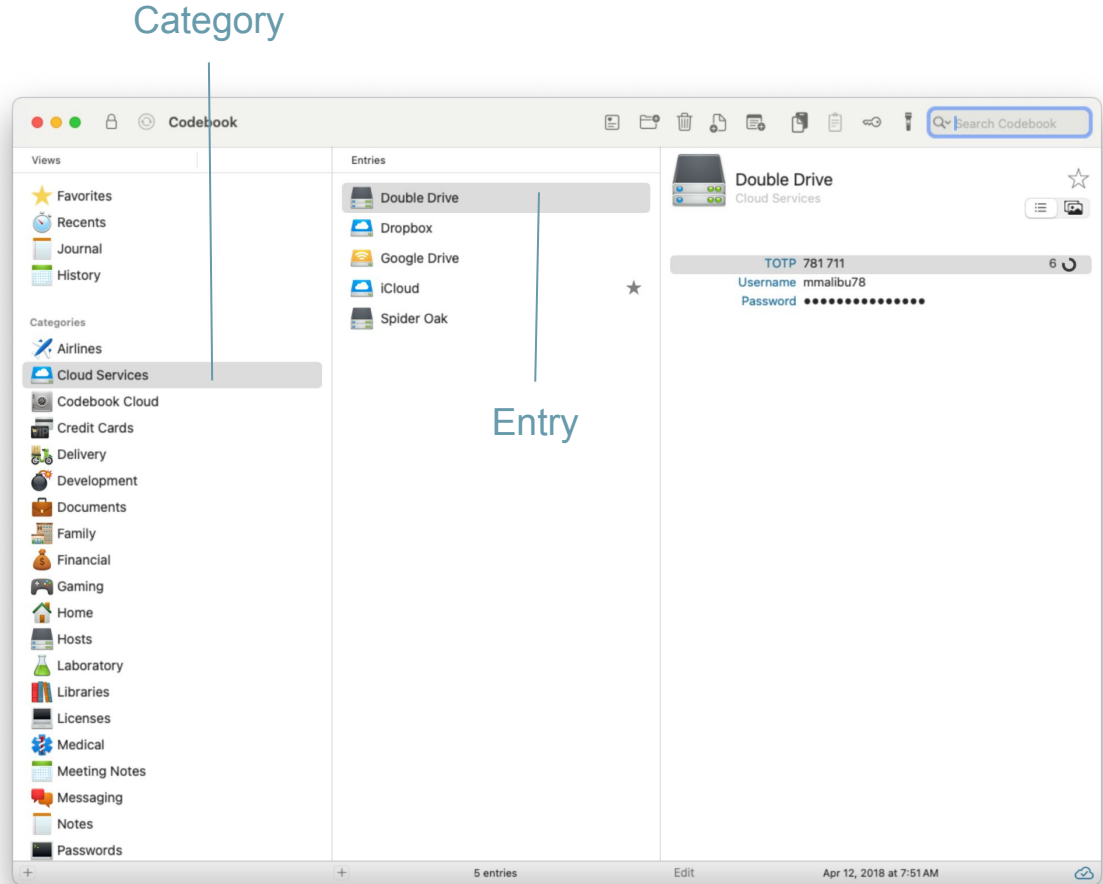 Category
Codebook
Search Codebook
Views
Favorites
Recents
Journal
History
Categories
Airlines
Cloud Services
Codebook Cloud
Credit Cards
Delivery
Development
Documents
Family
Financial
Gaming
Home
Hosts
Laboratory
Libraries
Licenses
Medical
Meeting Notes
Messaging
Notes
Passwords
Entries
Double Drive
Dropbox
Google Drive
iCloud
Spider Oak
Entry
5 entries
Double Drive
Cloud Services
TOTP 781 711 6
Username mmalibu78
Password ●●●●●●●●●●●●●●●
Edit
Apr 12, 2018 at 7:51 AM